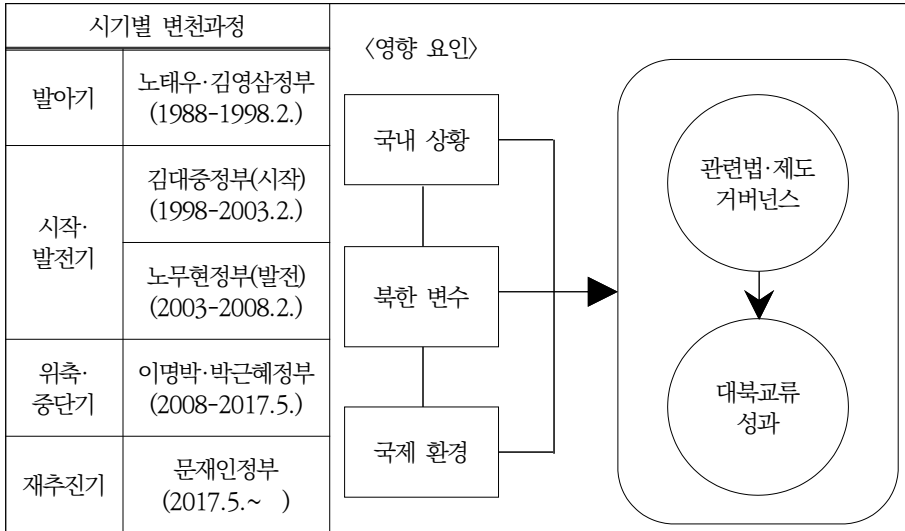 시기별 변천과정
발아기
노태우·김영삼정부
(1988-1998.2.)
시작·
발전기
김대중정부(시작)
(1998-2003.2.)
노무현정부(발전)
(2003-2008.2.)
위축·
중단기
이명박·박근혜정부
(2008-2017.5.)
재추진기
문재인정부
(2017.5.~ )
〈영향 요인〉
국내 상황
북한 변수
국제 환경
관련법·제도
거버넌스
대북교류
성과